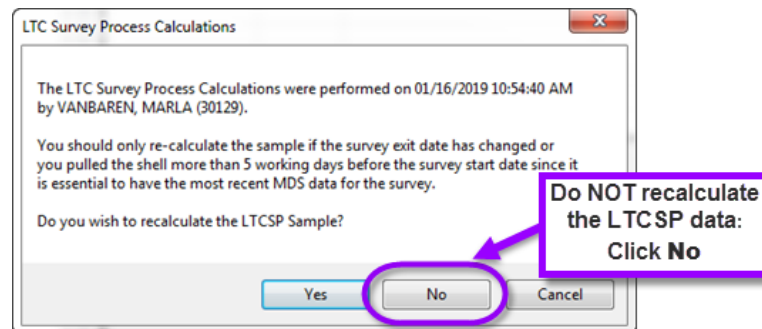 LTC Survey Process Calculations
The LTC Survey Process Calculations were performed on 01/16/2019 10:54:40 AM
by VANBAREN, MARLA (30129).
You should only re-calculate the sample if the survey exit date has changed or
you pulled the shell more than 5 working days before the survey start date since it
is essential to have the most recent MDS data for the survey.
Do you wish to recalculate the LTCSP Sample?
Do NOT recalculate
the LTCSP data:
Click No
Yes No Cancel